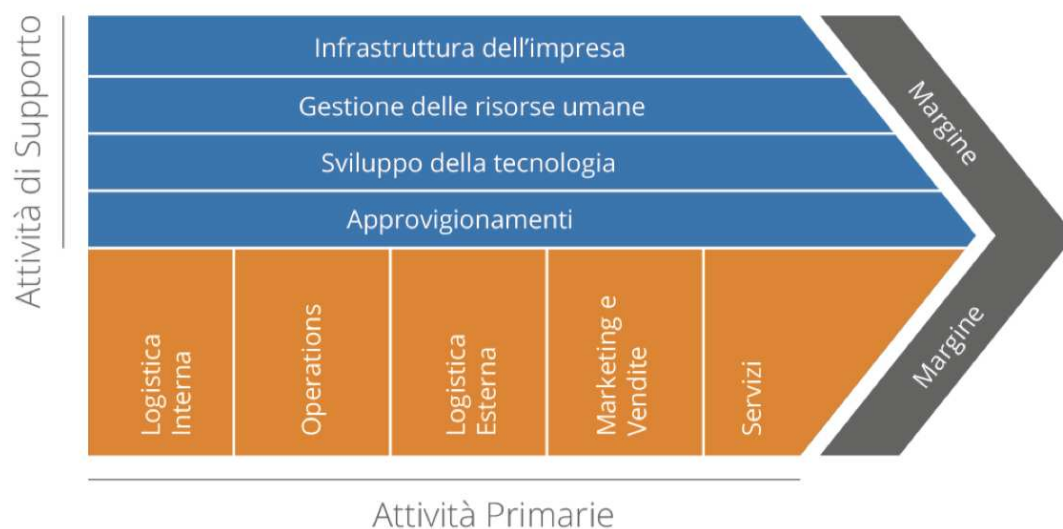 Attività di Supporto
Infrastruttura dell'impresa
Gestione delle risorse umane
Sviluppo della tecnologia
Approvigionamenti
Margine
Logistica
Interna
Operations
Logistica
Esterna
Marketing e
Vendite
Servizi
Margine
Attività Primarie